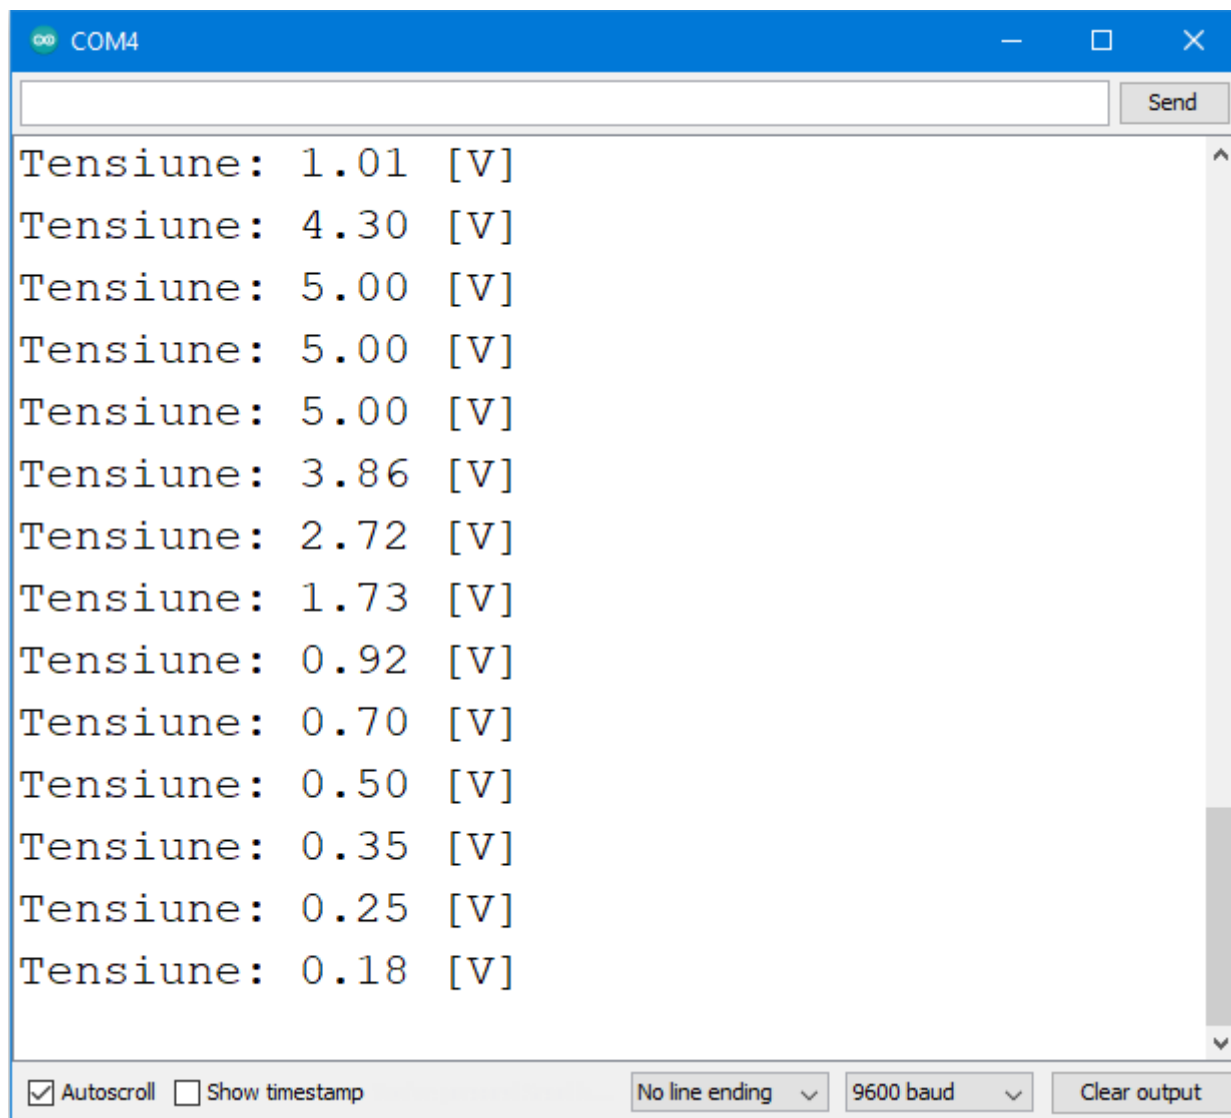 COM4
Send
Tensiune: 1.01 [V]
Tensiune: 4.30 [V]
Tensiune: 5.00 [V]
Tensiune: 5.00 [V]
Tensiune: 5.00 [V]
Tensiune: 3.86 [V]
Tensiune: 2.72 [V]
Tensiune: 1.73 [V]
Tensiune: 0.92 [V]
Tensiune: 0.70 [V]
Tensiune: 0.50 [V]
Tensiune: 0.35 [V]
Tensiune: 0.25 [V]
Tensiune: 0.18 [V]
Autoscroll Show timestamp No line ending 9600 baud Clear output